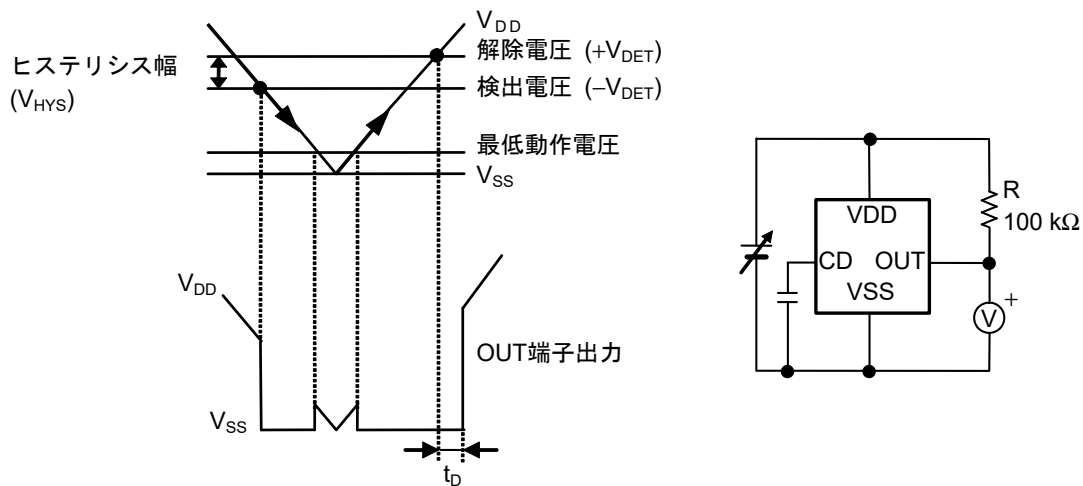 VDD
解除電圧 (+VDET)
ヒステリシス幅
(VHYS)
検出電圧 (−VDET)
最低動作電圧
VSS
VDD
OUT端子出力
VSS
tD
R
100 kΩ
VDD
CD OUT
VSS
V +